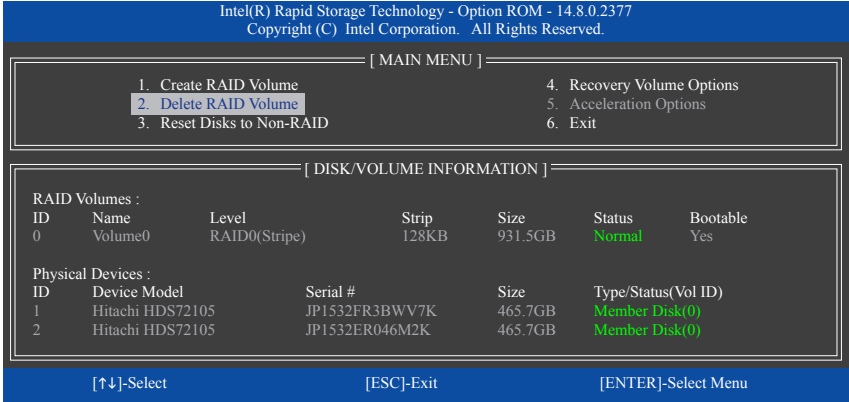 Intel(R) Rapid Storage Technology - Option ROM - 14.8.0.2377
Copyright (C) Intel Corporation. All Rights Reserved.
[ MAIN MENU ]
1. Create RAID Volume
2. Delete RAID Volume
3. Reset Disks to Non-RAID
4. Recovery Volume Options
5. Acceleration Options
6. Exit
[ DISK/VOLUME INFORMATION ]
RAID Volumes :
ID Name Level Strip Size Status Bootable
0 Volume0 RAID0(Stripe) 128KB 931.5GB Normal Yes
Physical Devices :
ID Device Model Serial # Size Type/Status(Vol ID)
1 Hitachi HDS72105 JP1532FR3BWV7K 465.7GB Member Disk(0)
2 Hitachi HDS72105 JP1532ER046M2K 465.7GB Member Disk(0)
[↑↓]-Select [ESC]-Exit [ENTER]-Select Menu